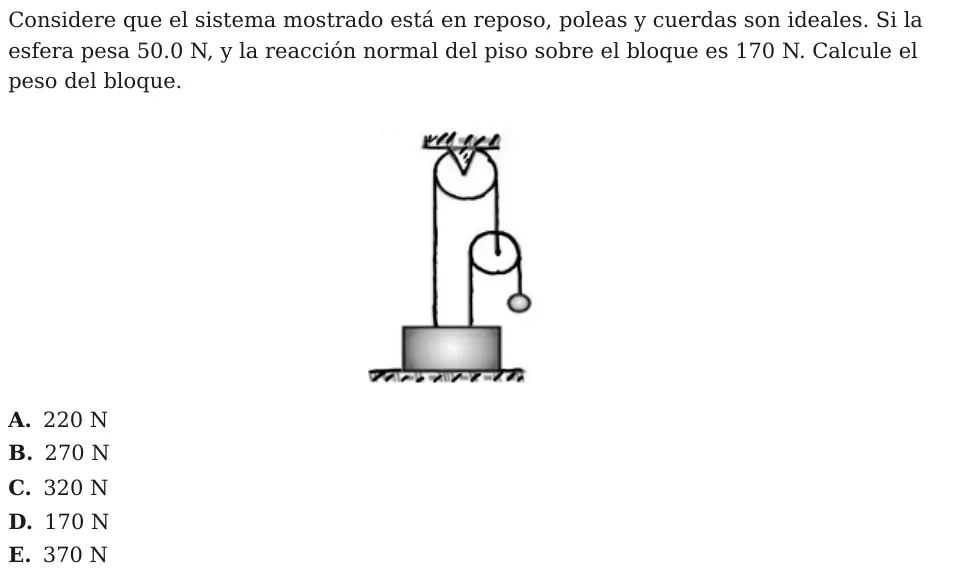 Considere que el sistema mostrado está en reposo, poleas y cuerdas son ideales. Si la
esfera pesa 50.0 N, y la reacción normal del piso sobre el bloque es 170 N. Calcule el
peso del bloque.
A. 220 N
B. 270 N
C. 320 N
D. 170 N
E. 370 N